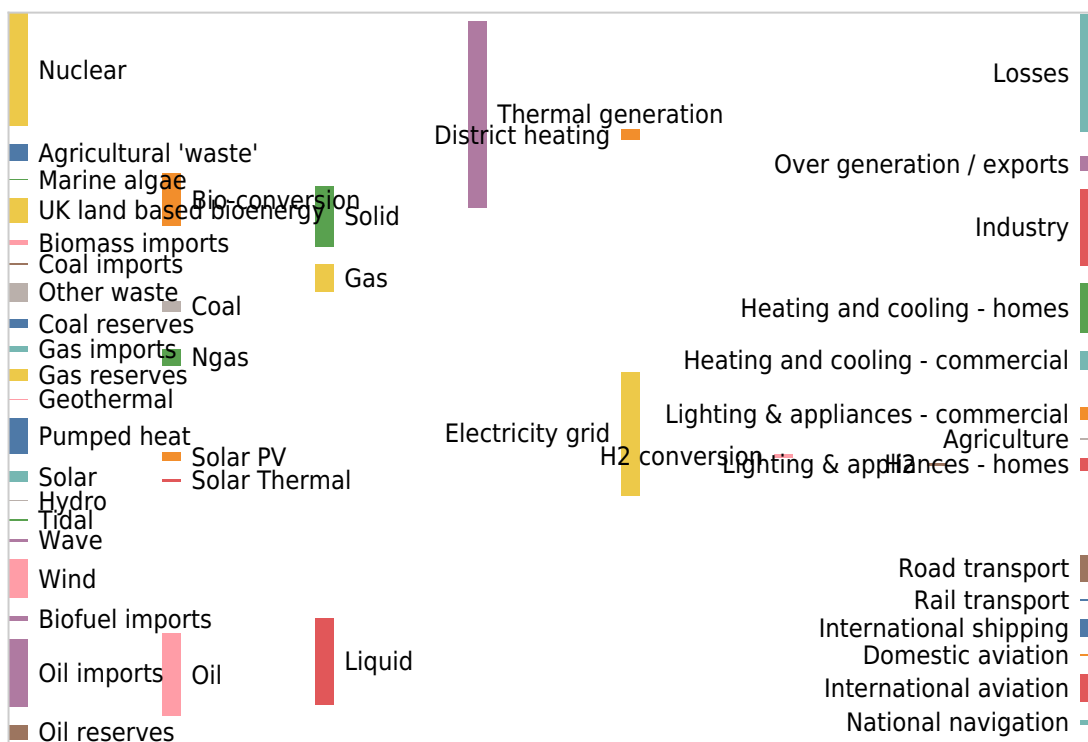 Nuclear
Agricultural 'waste'
Marine algae
UK land based bioenergy
Biomass imports
Coal imports
Other waste
Coal reserves
Gas imports
Gas reserves
Geothermal
Pumped heat
Solar
Hydro
Tidal
Wave
Wind
Biofuel imports
Oil imports
Oil reserves
Bio-conversion
Coal
Ngas
Solar PV
Solar Thermal
Oil
Solid
Gas
Liquid
Thermal generation
District heating
Electricity grid
H2 conversion
H2
Losses
Over generation / exports
Industry
Heating and cooling - homes
Heating and cooling - commercial
Lighting & appliances - commercial
Agriculture
Lighting & appliances - homes
Road transport
Rail transport
International shipping
Domestic aviation
International aviation
National navigation